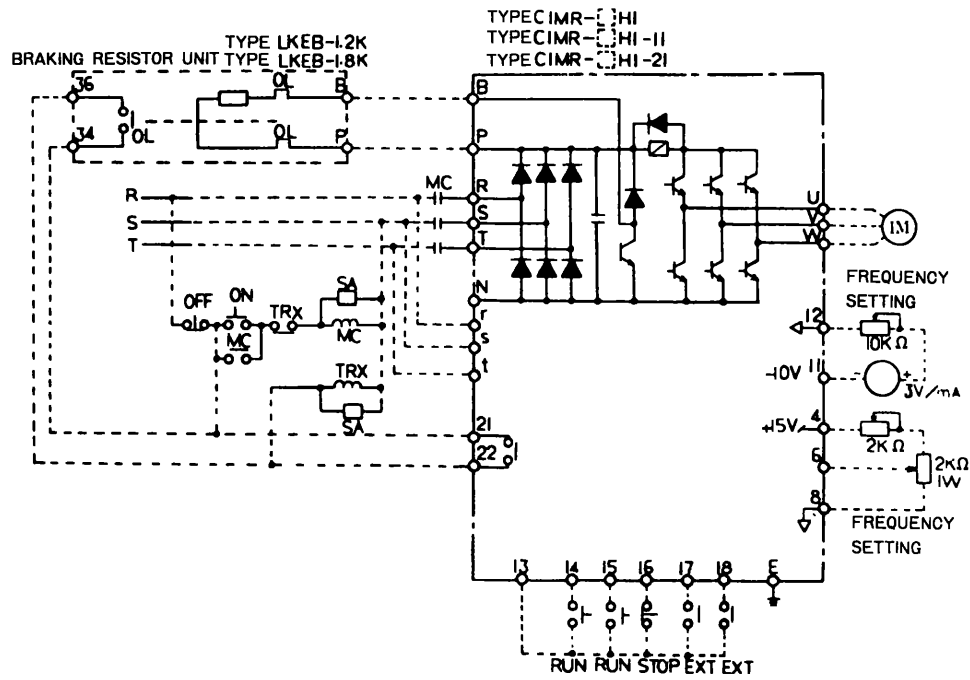 TYPE CIMR-[ ]HI
TYPE CIMR-[ ]HI-11
TYPE CIMR-[ ]HI-21
TYPE LKEB-1.2K
BRAKING RESISTOR UNIT TYPE LKEB-1.8K
36
OL
B
B
34
OL
OL
P
P
R
MC
R
S
S
T
T
N
U
V
W
IM
OFF
ON
TRX
SA
MC
MC
r
s
t
TRX
SA
21
22
FREQUENCY
SETTING
12
10KΩ
-10V
11
- +
3V/mA
+15V
4
2KΩ
6
2KΩ
1W
8
FREQUENCY
SETTING
13 14 15 16 17 18 E
RUN RUN STOP EXT EXT